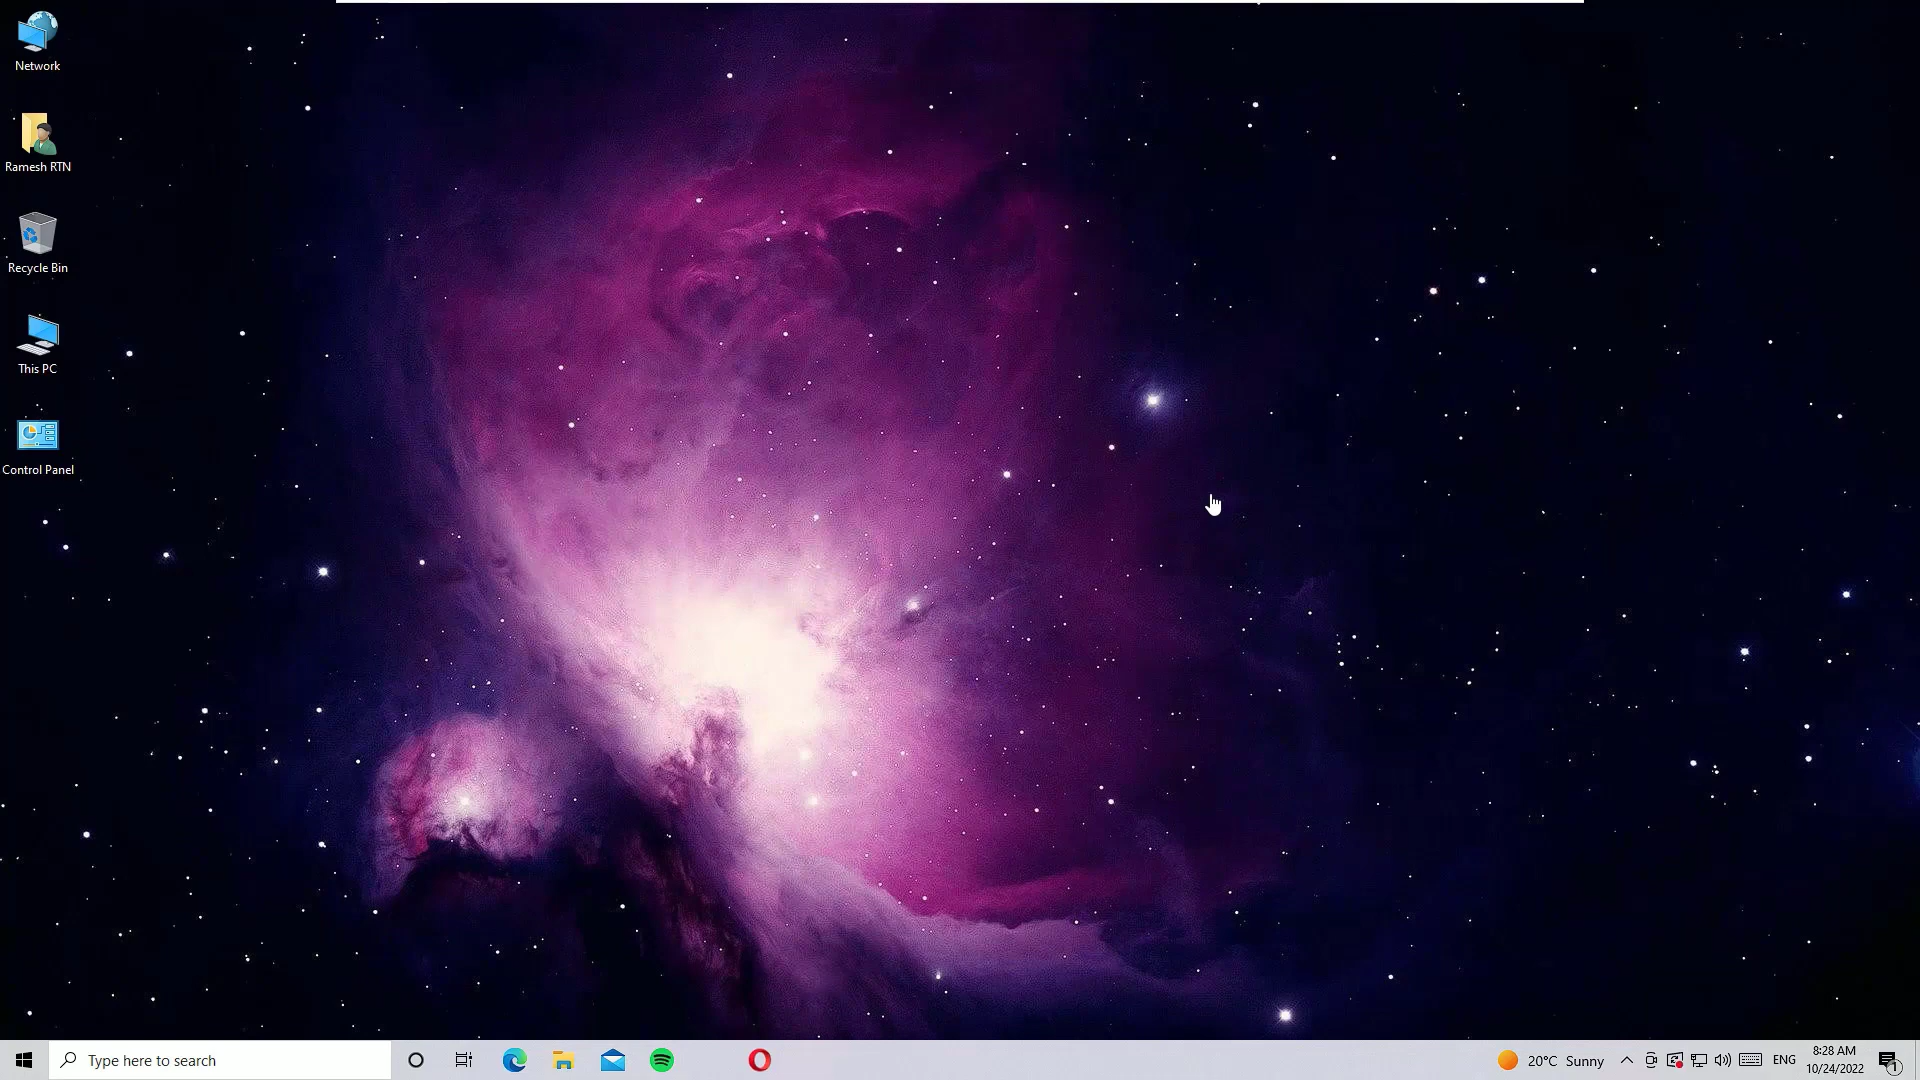 Network
Ramesh RTN
Recycle Bin
This PC
Control Panel
Type here to search
20°C Sunny
ENG
8:28 AM
10/24/2022
1